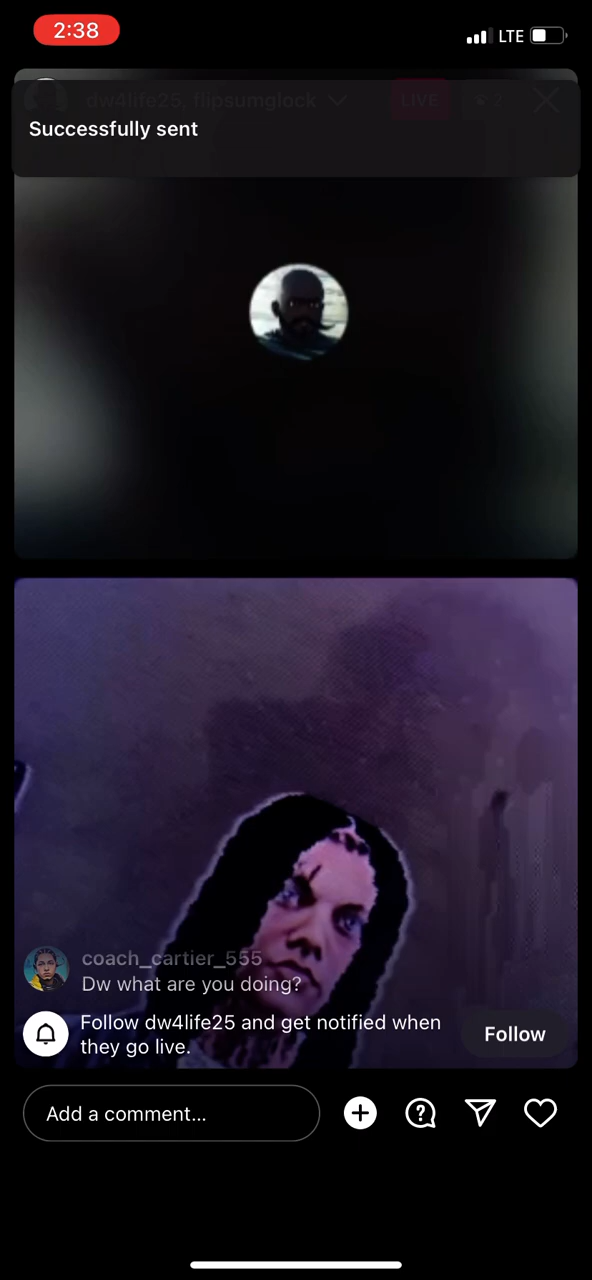 2:38
LTE
dw4life25, flipsumglock
LIVE
2
Successfully sent
coach_cartier_555
Dw what are you doing?
Follow dw4life25 and get notified when
they go live.
Follow
Add a comment...